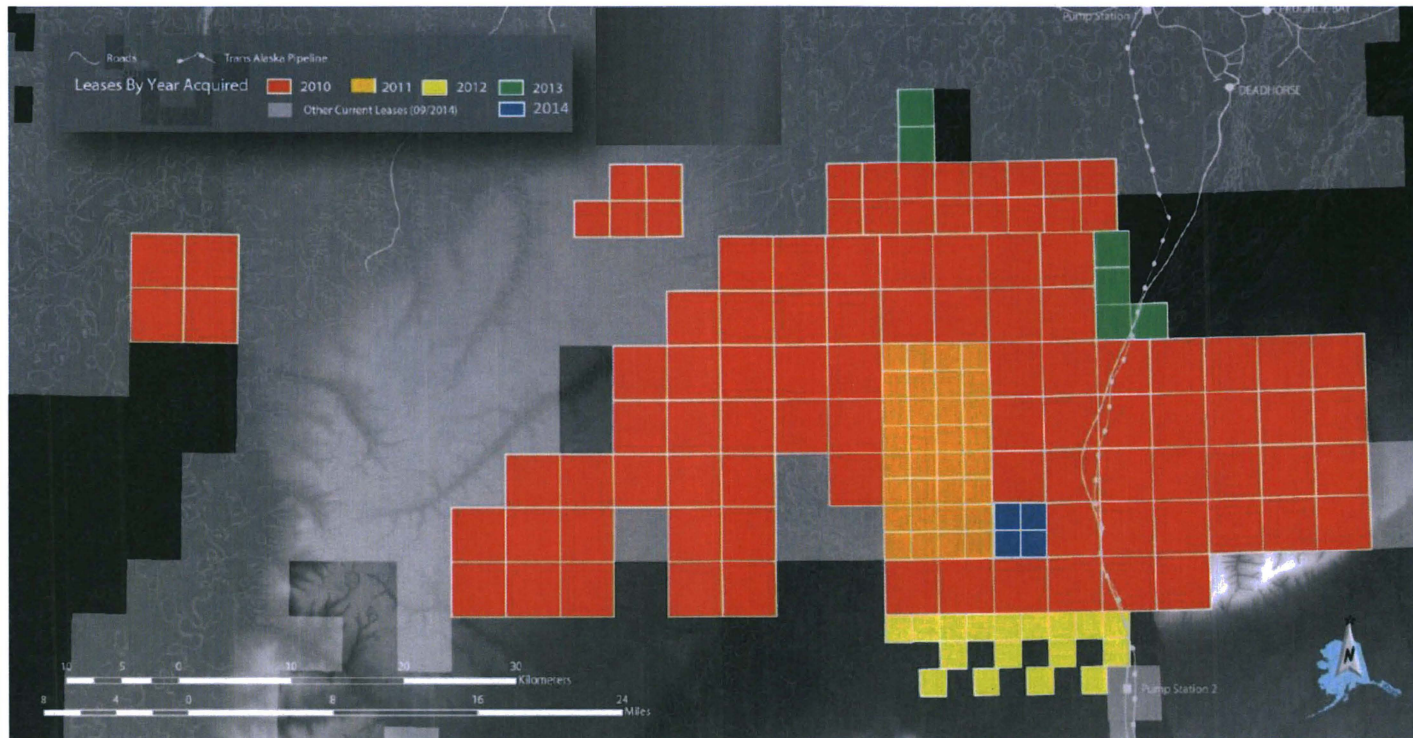 Pump Station
Roads
Trans Alaska Pipeline
Leases By Year Acquired
2010
2011
2012
2013
Other Current Leases (09/2014)
2014
DEADHORSE
10 5 0 10 20 30
Kilometers
8 4 0 8 16 24
Miles
Pump Station 2
N